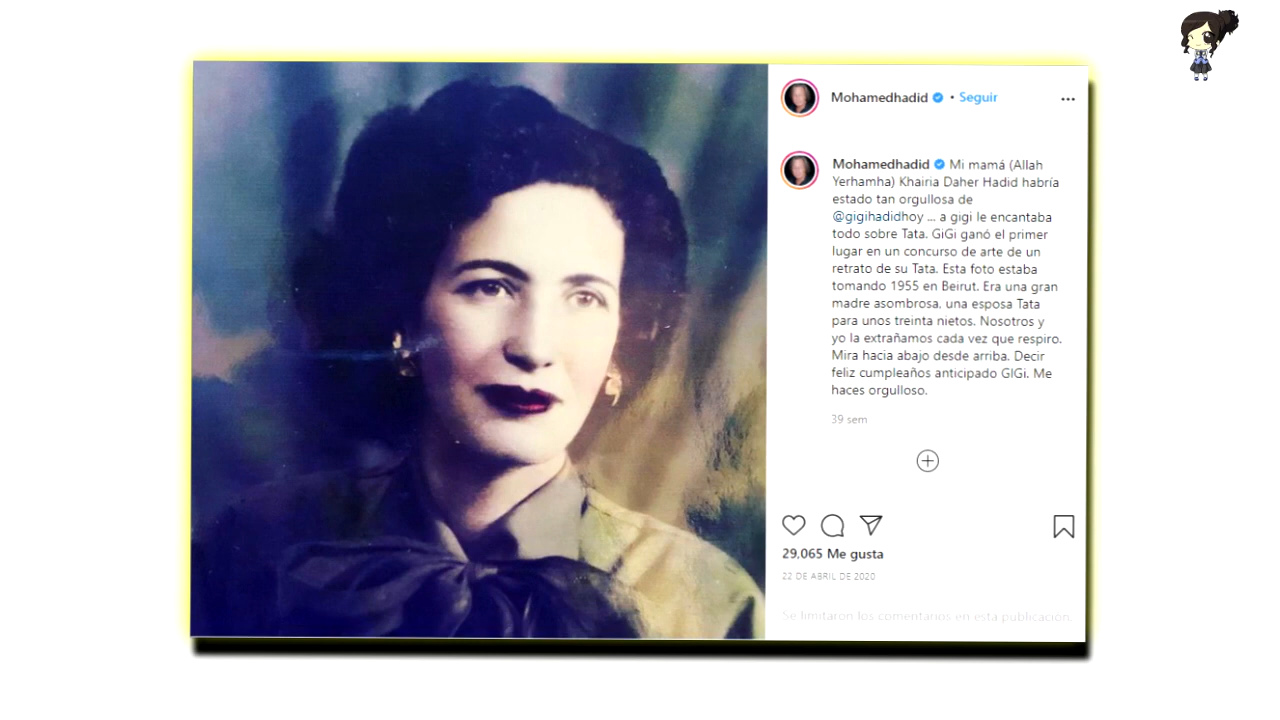 Mohamedhadid • Seguir
Mohamedhadid Mi mamá (Allah
Yerhamha) Khairia Daher Hadid habría
estado tan orgullosa de
@gigihadidhoy ... a gigi le encantaba
todo sobre Tata. GiGi ganó el primer
lugar en un concurso de arte de un
retrato de su Tata. Esta foto estaba
tomando 1955 en Beirut. Era una gran
madre asombrosa. una esposa Tata
para unos treinta nietos. Nosotros y
yo la extrañamos cada vez que respiro.
Mira hacia abajo desde arriba. Decir
feliz cumpleaños anticipado GIGi. Me
haces orgulloso.
39 sem
29,065 Me gusta
22 DE ABRIL DE 2020
Se limitaron los comentarios en esta publicación.